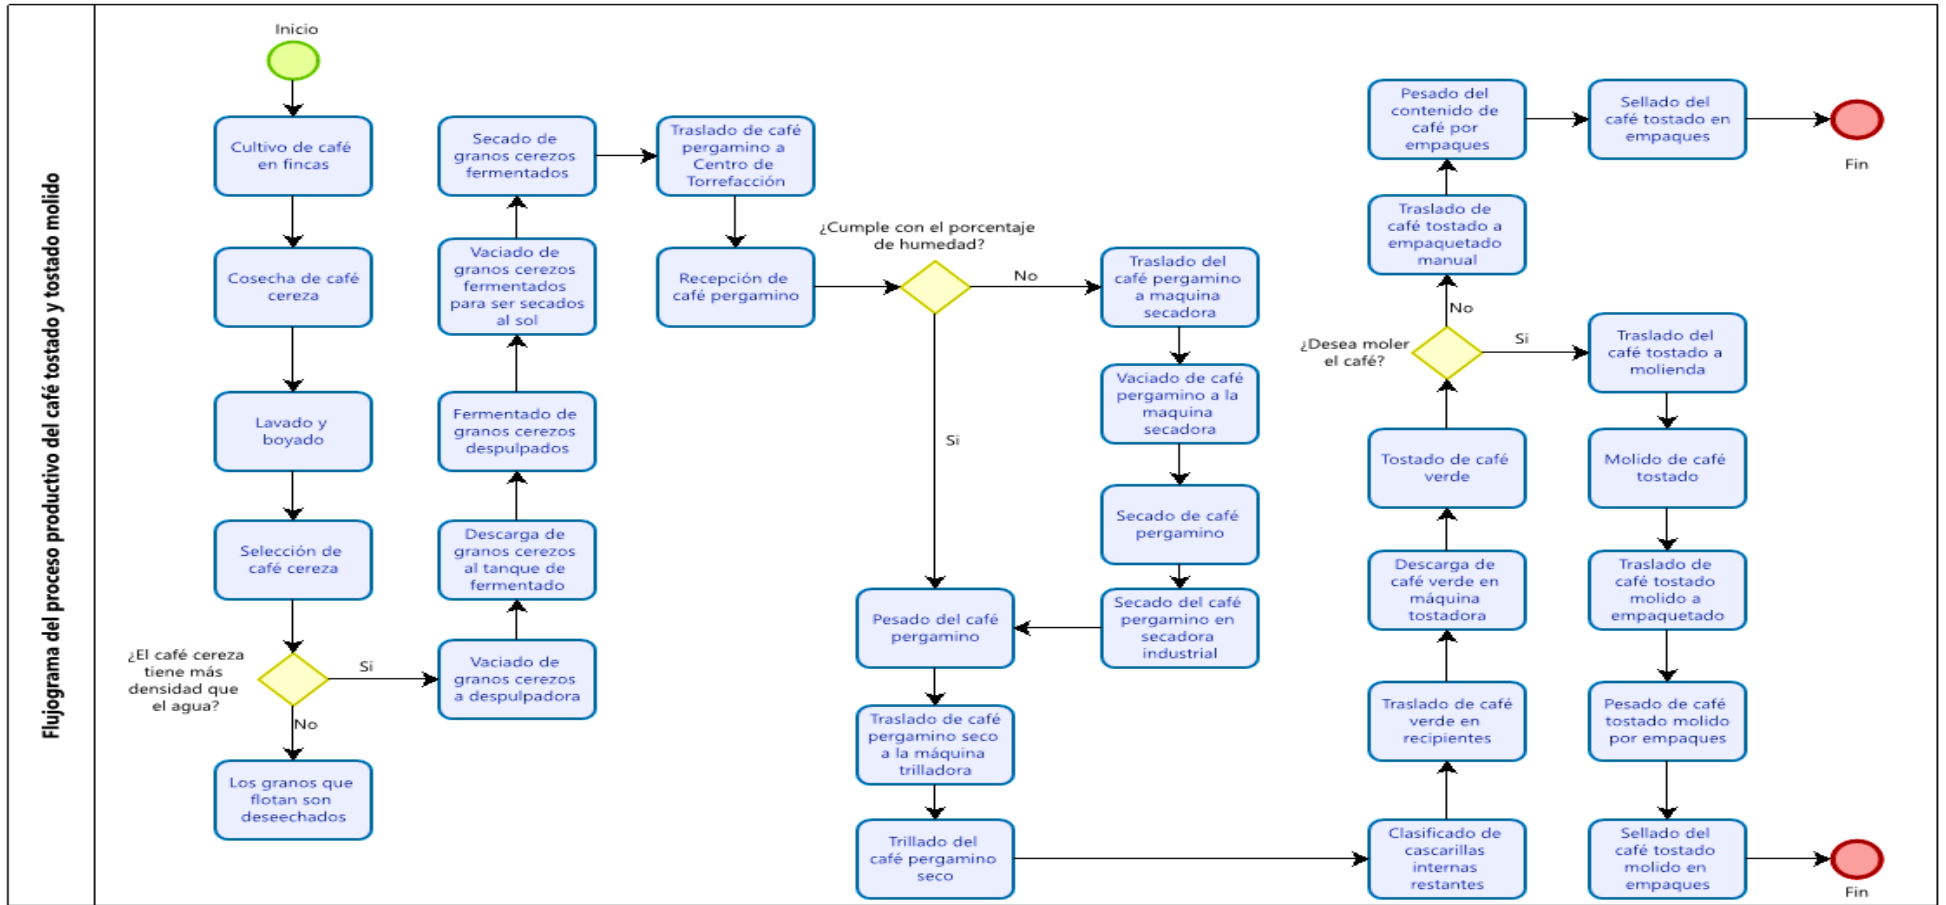 Flujograma del proceso productivo del café tostado y tostado molido
Inicio
Cultivo de café
en fincas
Cosecha de café
cereza
Lavado y
boyado
Selección de
café cereza
¿El café cereza
tiene más
densidad que
el agua?
Si
No
Los granos que
flotan son
deseechados
Vaciado de
granos cerezos
a despulpadora
Descarga de
granos cerezos
al tanque de
fermentado
Fermentado de
granos cerezos
despulpados
Vaciado de
granos cerezos
fermentados
para ser secados
al sol
Secado de
granos cerezos
fermentados
Traslado de café
pergamino a
Centro de
Torrefacción
Recepción de
café pergamino
¿Cumple con el porcentaje
de humedad?
No
Si
Traslado del
café pergamino
a maquina
secadora
Vaciado de café
pergamino a la
maquina
secadora
Secado de café
pergamino
Secado del café
pergamino en
secadora
industrial
Pesado del café
pergamino
Traslado de café
pergamino seco
a la máquina
trilladora
Trillado del
café pergamino
seco
Clasificado de
cascarillas
internas
restantes
Traslado de café
verde en
recipientes
Descarga de
café verde en
máquina
tostadora
Tostado de café
verde
¿Desea moler
el café?
No
Si
Traslado de
café tostado a
empaquetado
manual
Pesado del
contenido de
café por
empaques
Sellado del
café tostado en
empaques
Fin
Traslado del
café tostado a
molienda
Molido de café
tostado
Traslado de
café tostado
molido a
empaquetado
Pesado de café
tostado molido
por empaques
Sellado del
café tostado
molido en
empaques
Fin